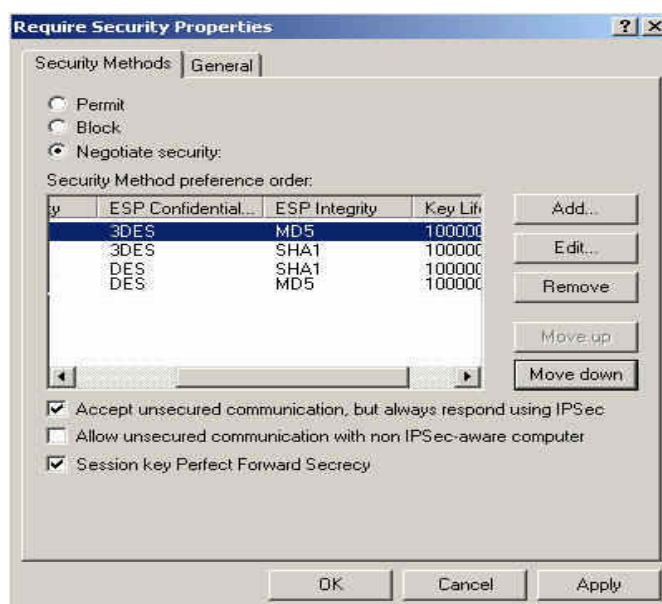 Require Security Properties
Security Methods General
Permit
Block
Negotiate security:
Security Method preference order:
y ESP Confidential... ESP Integrity Key Lif
3DES MD5 100000
3DES SHA1 100000
DES SHA1 100000
DES MD5 100000
Add...
Edit...
Remove
Move up
Move down
Accept unsecured communication, but always respond using IPSec
Allow unsecured communication with non IPSec-aware computer
Session key Perfect Forward Secrecy
OK Cancel Apply